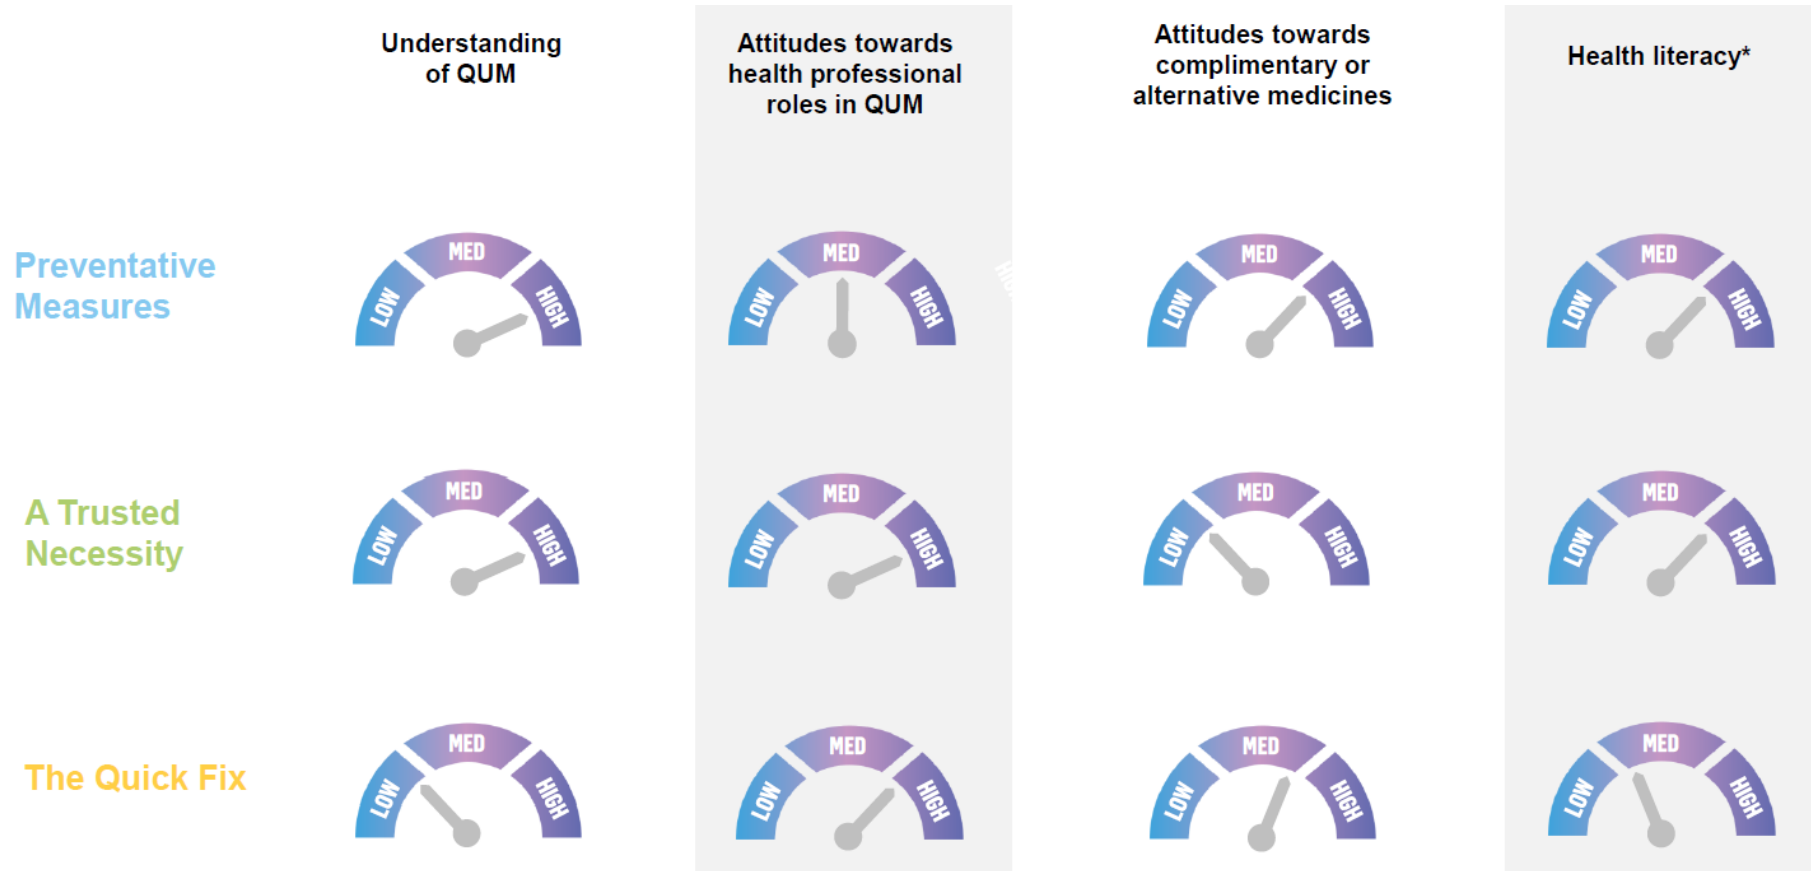 Understanding
of QUM
Attitudes towards
health professional
roles in QUM
Attitudes towards
complimentary or
alternative medicines
Health literacy*
Preventative
Measures
LOW MED HIGH
LOW MED HIGH
HIGH
LOW MED HIGH
LOW MED HIGH
A Trusted
Necessity
LOW MED HIGH
LOW MED HIGH
LOW MED HIGH
LOW MED HIGH
The Quick Fix
LOW MED HIGH
LOW MED HIGH
LOW MED HIGH
LOW MED HIGH